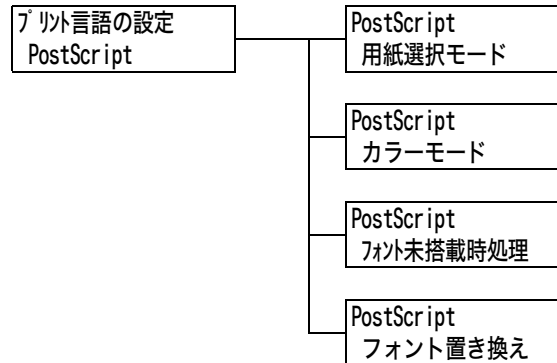 ﾌﾟﾘﾝﾄ言語の設定
PostScript
PostScript
用紙選択モード
PostScript
カラーモード
PostScript
ﾌｫﾝﾄ未搭載時処理
PostScript
フォント置き換え